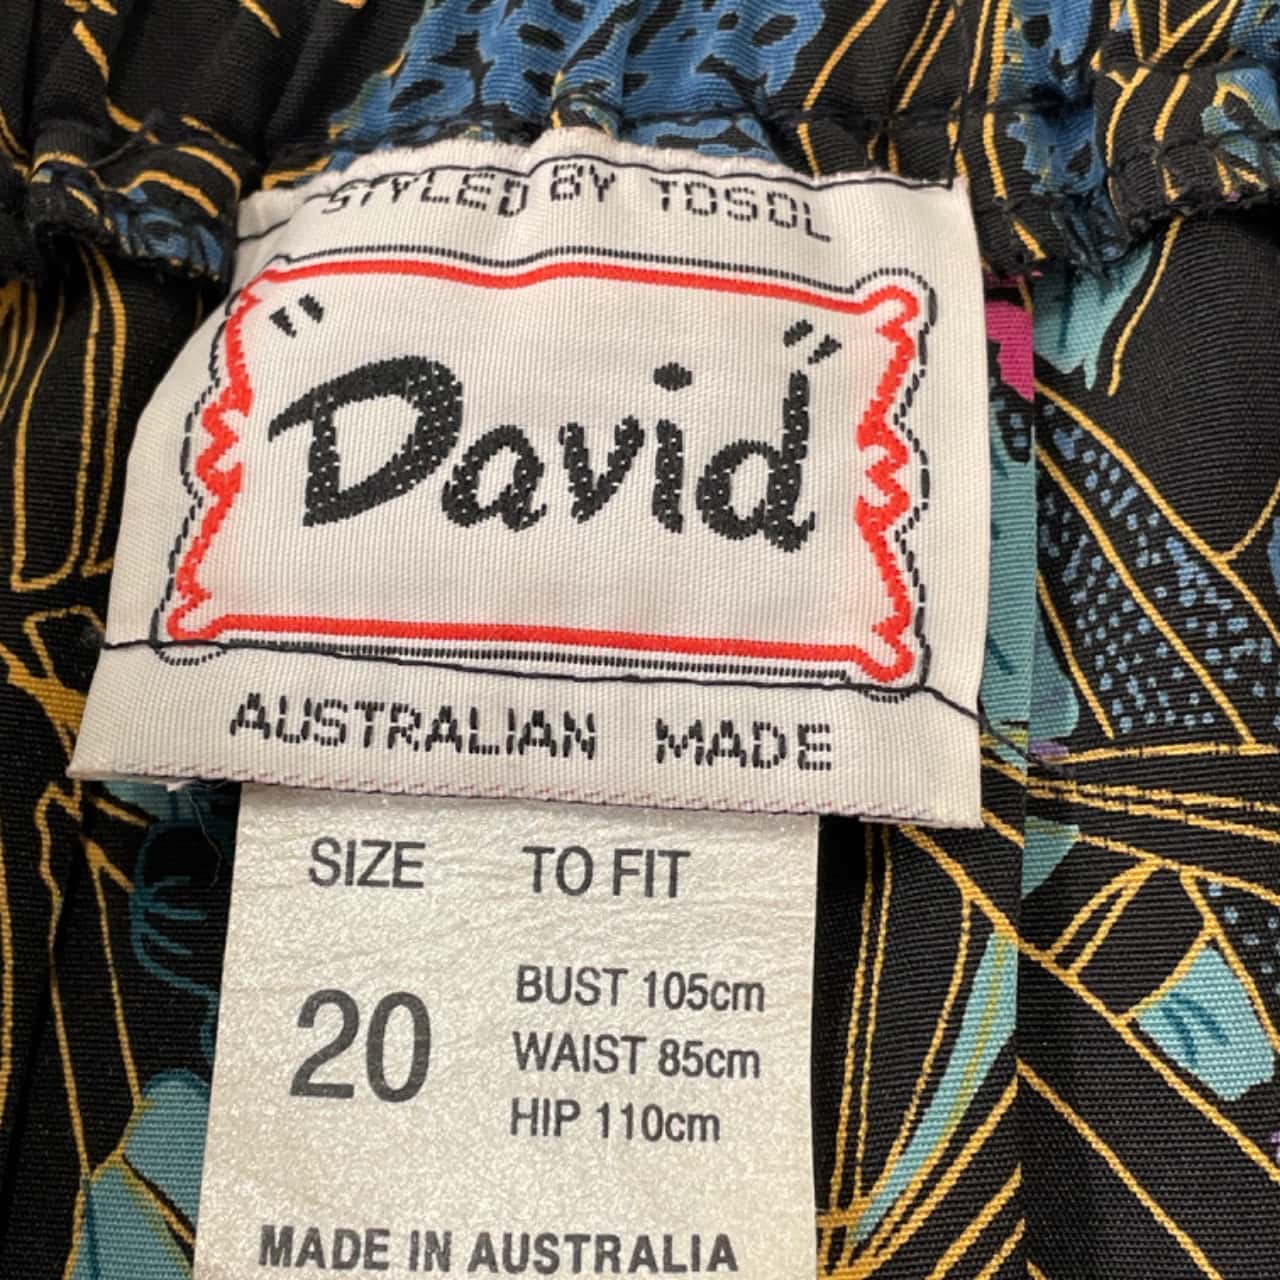 STYLED BY TOSOL
"David"
AUSTRALIAN MADE
SIZE TO FIT
20
BUST 105cm
WAIST 85cm
HIP 110cm
MADE IN AUSTRALIA